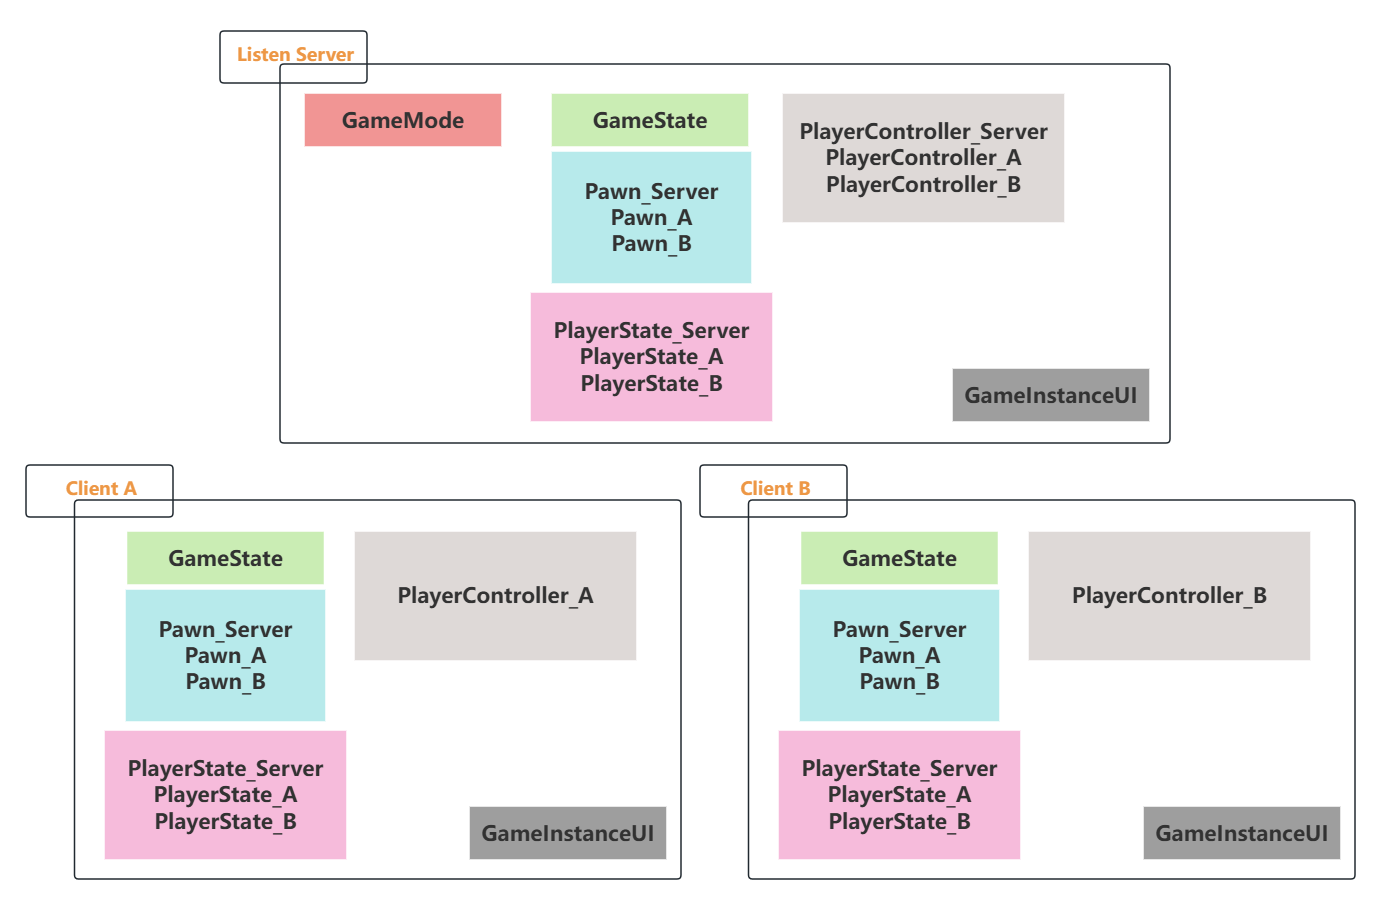 Listen Server
GameMode
GameState
PlayerController_Server
PlayerController_A
PlayerController_B
Pawn_Server
Pawn_A
Pawn_B
PlayerState_Server
PlayerState_A
PlayerState_B
GameInstanceUI
Client A
GameState
PlayerController_A
Pawn_Server
Pawn_A
Pawn_B
PlayerState_Server
PlayerState_A
PlayerState_B
GameInstanceUI
Client B
GameState
PlayerController_B
Pawn_Server
Pawn_A
Pawn_B
PlayerState_Server
PlayerState_A
PlayerState_B
GameInstanceUI